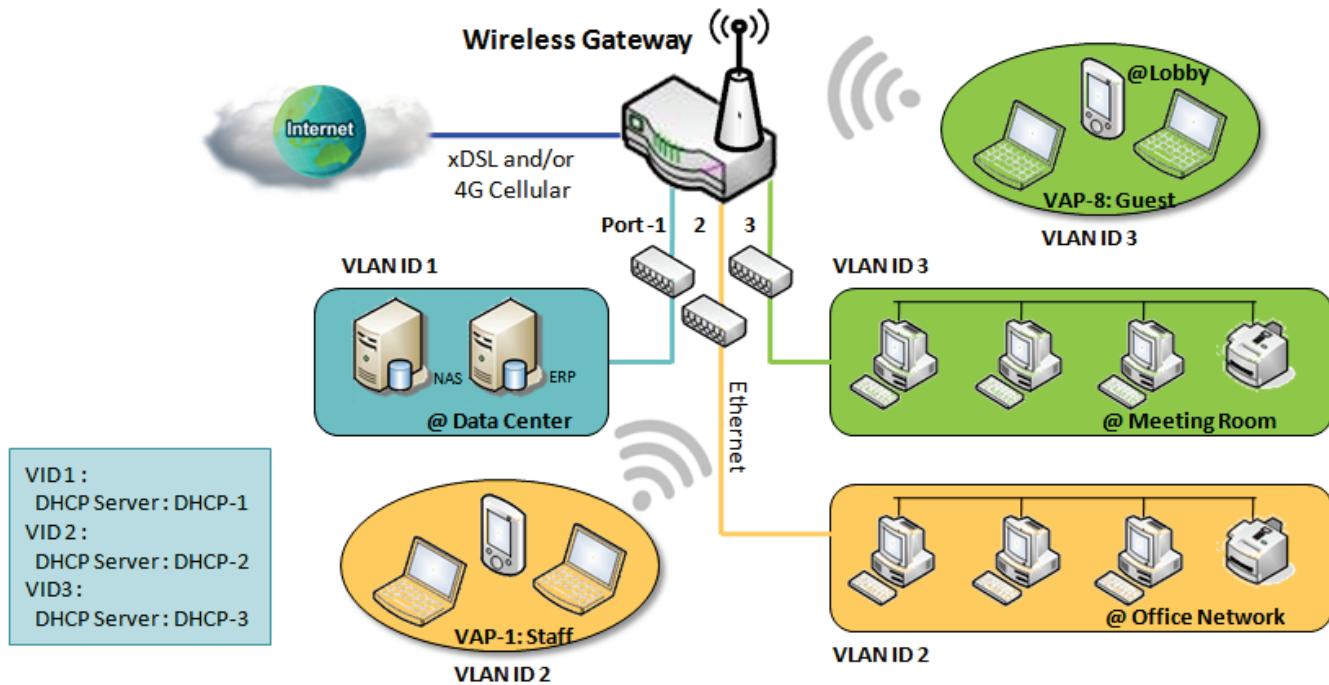 Wireless Gateway
Internet
xDSL and/or
4G Cellular
@Lobby
VAP-8: Guest
VLAN ID 3
Port -1 2 3
VLAN ID 1
NAS
ERP
@ Data Center
VLAN ID 3
@ Meeting Room
Ethernet
VID1 :
DHCP Server : DHCP-1
VID2 :
DHCP Server : DHCP-2
VID3:
DHCP Server : DHCP-3
VAP-1: Staff
VLAN ID 2
@ Office Network
VLAN ID 2